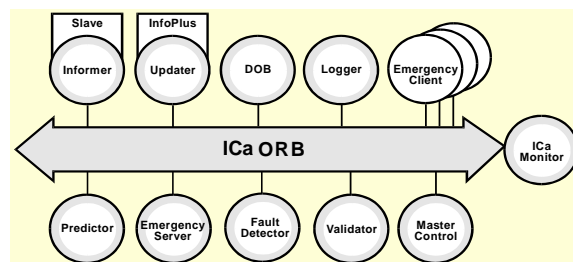 Slave
InfoPlus
Informer
Updater
DOB
Logger
Emergency
Client
ICa ORB
ICa
Monitor
Predictor
Emergency
Server
Fault
Detector
Validator
Master
Control